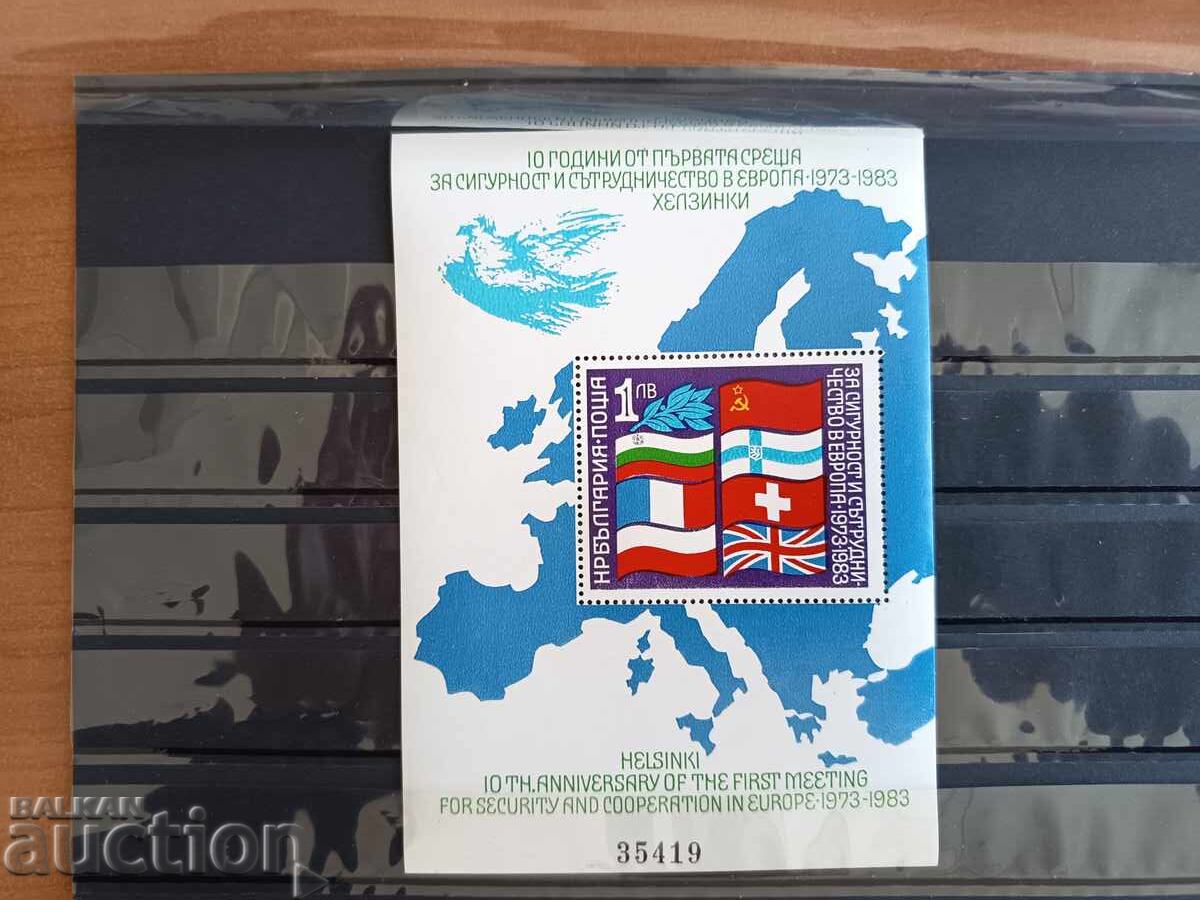 10 ГОДИНИ ОТ ПЪРВАТА СРЕЩА
ЗА СИГУРНОСТ И СЪТРУДНИЧЕСТВО В ЕВРОПА·1973-1983
ХЕЛЗИНКИ
1 ЛВ
НР БЪЛГАРИЯ·ПОЩА
ЗА СИГУРНОСТ И СЪТРУДНИ-
ЧЕСТВО В ЕВРОПА·1973-1983
HELSINKI
10 TH. ANNIVERSARY OF THE FIRST MEETING
FOR SECURITY AND COOPERATION IN EUROPE·1973-1983
35419
BALKAN
auction